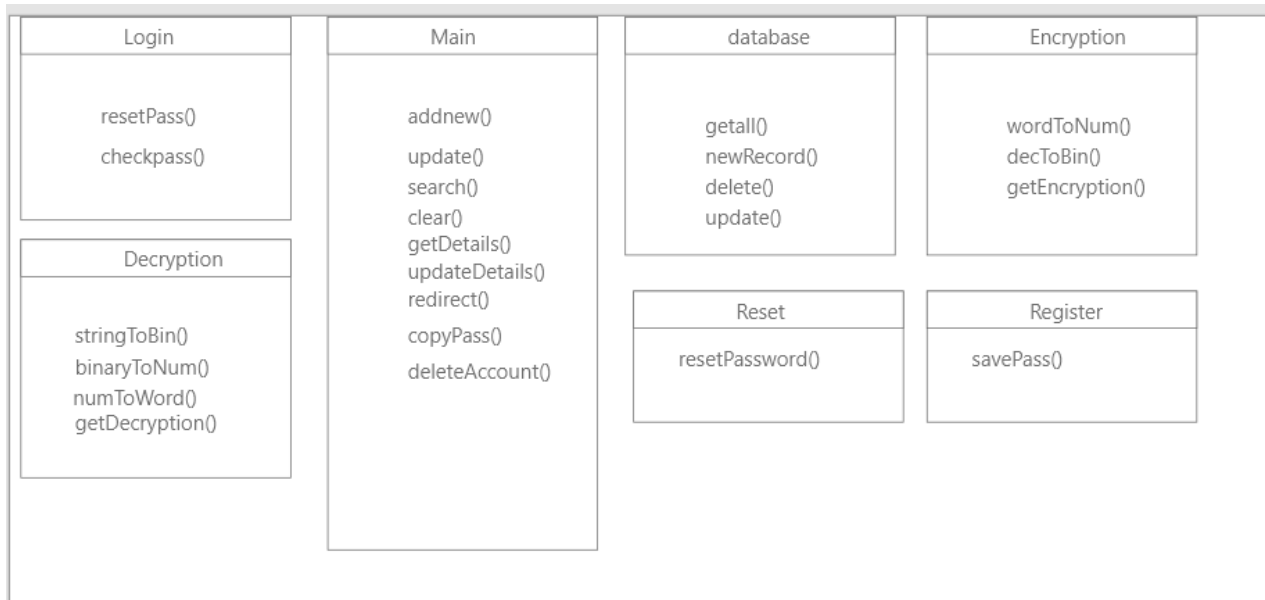 Login
resetPass()
checkpass()
Decryption
stringToBin()
binaryToNum()
numToWord()
getDecryption()
Main
addnew()
update()
search()
clear()
getDetails()
updateDetails()
redirect()
copyPass()
deleteAccount()
database
getall()
newRecord()
delete()
update()
Encryption
wordToNum()
decToBin()
getEncryption()
Reset
resetPassword()
Register
savePass()